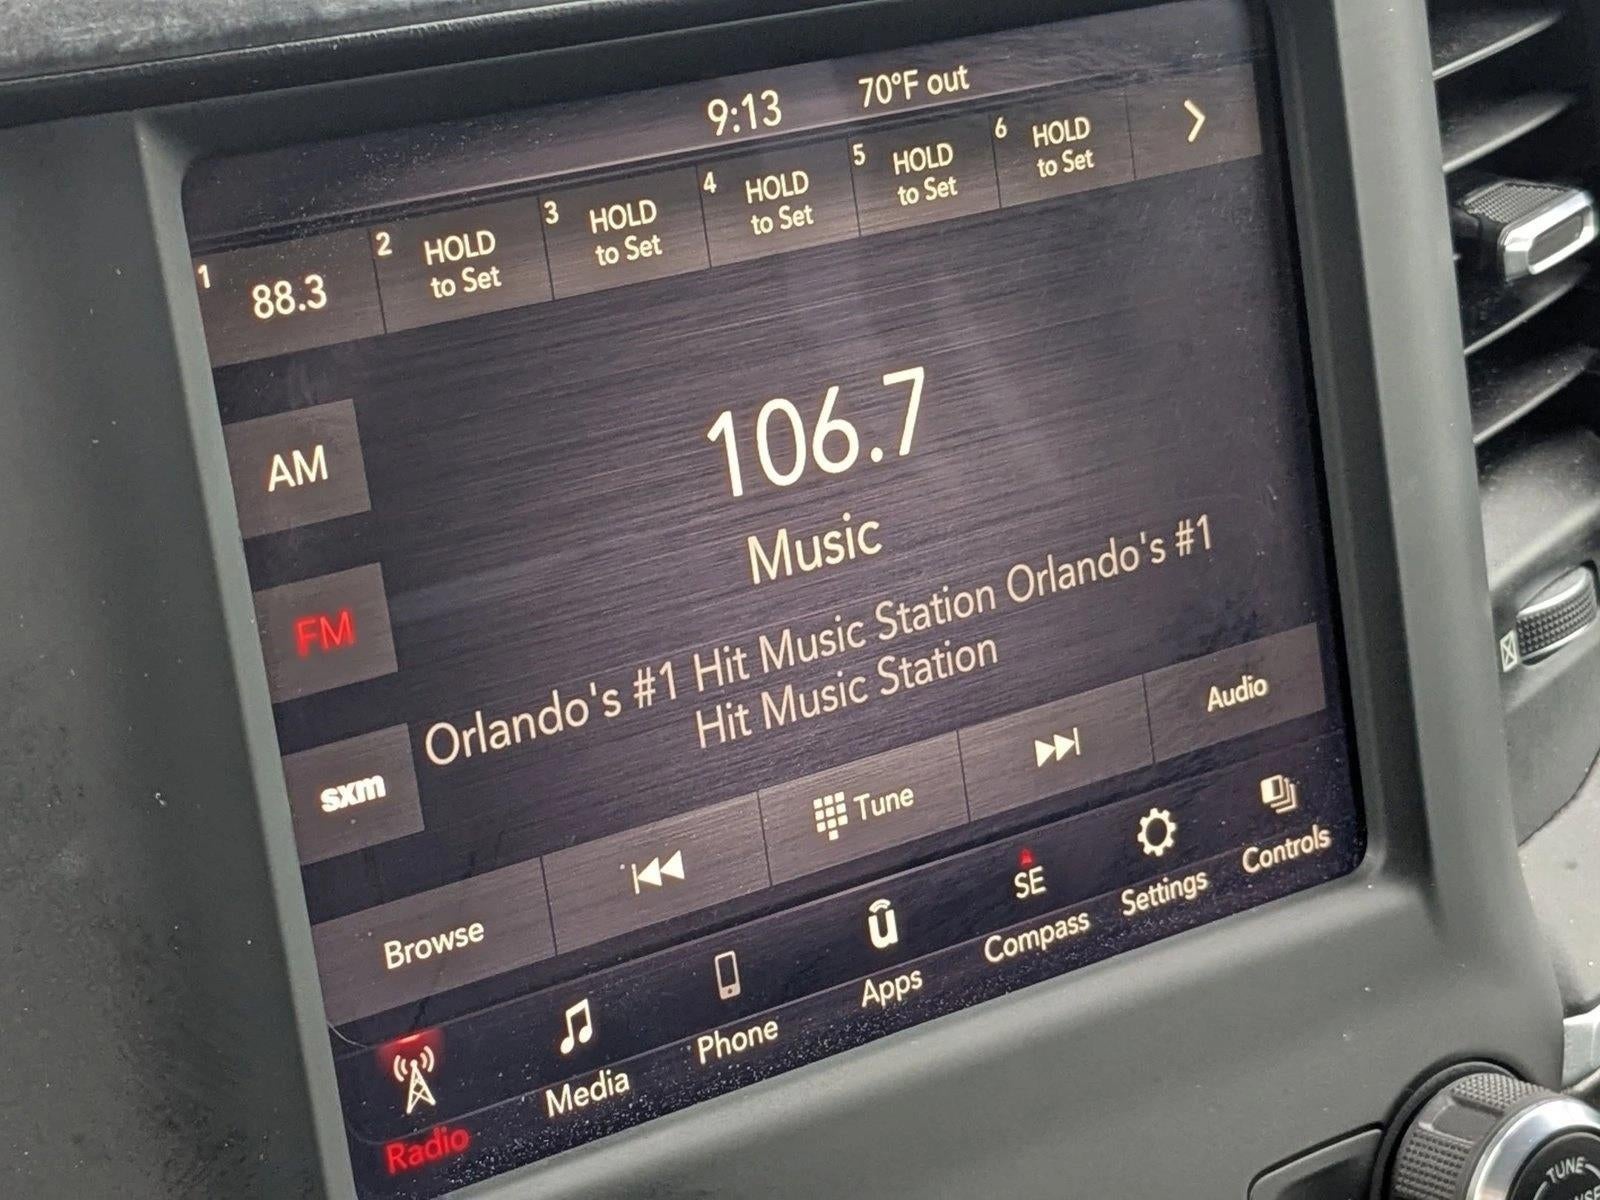 9:13 70°F out
1 88.3
2 HOLD to Set
3 HOLD to Set
4 HOLD to Set
5 HOLD to Set
6 HOLD to Set
106.7
AM
Music
FM
Orlando's #1 Hit Music Station Orlando's #1
Hit Music Station
sxm
Browse Tune Audio
SE
Radio Media Phone Apps Compass Settings Controls
TUNE